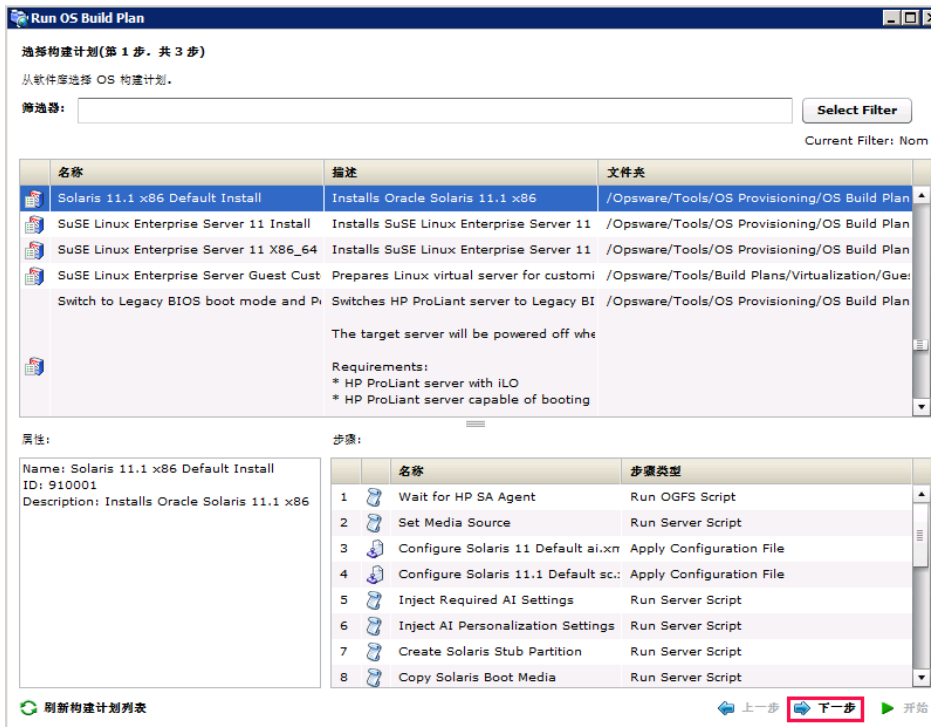 Run OS Build Plan
选择构建计划(第 1 步．共 3 步)
从软件库选择 OS 构建计划．
筛选器:
Select Filter
Current Filter: Nom
名称 描述 文件夹
Solaris 11.1 x86 Default Install Installs Oracle Solaris 11.1 x86 /Opsware/Tools/OS Provisioning/OS Build Plan
SuSE Linux Enterprise Server 11 Install Installs SuSE Linux Enterprise Server 11 /Opsware/Tools/OS Provisioning/OS Build Plan
SuSE Linux Enterprise Server 11 X86_64 Installs SuSE Linux Enterprise Server 11 /Opsware/Tools/OS Provisioning/OS Build Plan
SuSE Linux Enterprise Server Guest Cust Prepares Linux virtual server for customi /Opsware/Tools/Build Plans/Virtualization/Gue
Switch to Legacy BIOS boot mode and P Switches HP ProLiant server to Legacy BI /Opsware/Tools/OS Provisioning/OS Build Plan
The target server will be powered off whe
Requirements:
* HP ProLiant server with iLO
* HP ProLiant server capable of booting
属性:
Name: Solaris 11.1 x86 Default Install
ID: 910001
Description: Installs Oracle Solaris 11.1 x86
步骤:
名称 步骤类型
1 Wait for HP SA Agent Run OGFS Script
2 Set Media Source Run Server Script
3 Configure Solaris 11 Default ai.xm Apply Configuration File
4 Configure Solaris 11.1 Default sc. Apply Configuration File
5 Inject Required AI Settings Run Server Script
6 Inject AI Personalization Settings Run Server Script
7 Create Solaris Stub Partition Run Server Script
8 Copy Solaris Boot Media Run Server Script
刷新构建计划列表
上一步 下一步 开始